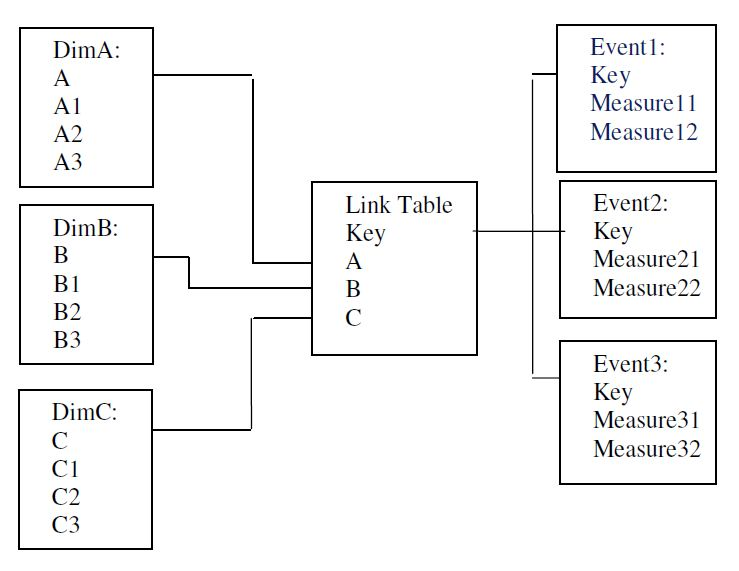 DimA:
A
A1
A2
A3
DimB:
B
B1
B2
B3
DimC:
C
C1
C2
C3
Link Table
Key
A
B
C
Event1:
Key
Measure11
Measure12
Event2:
Key
Measure21
Measure22
Event3:
Key
Measure31
Measure32